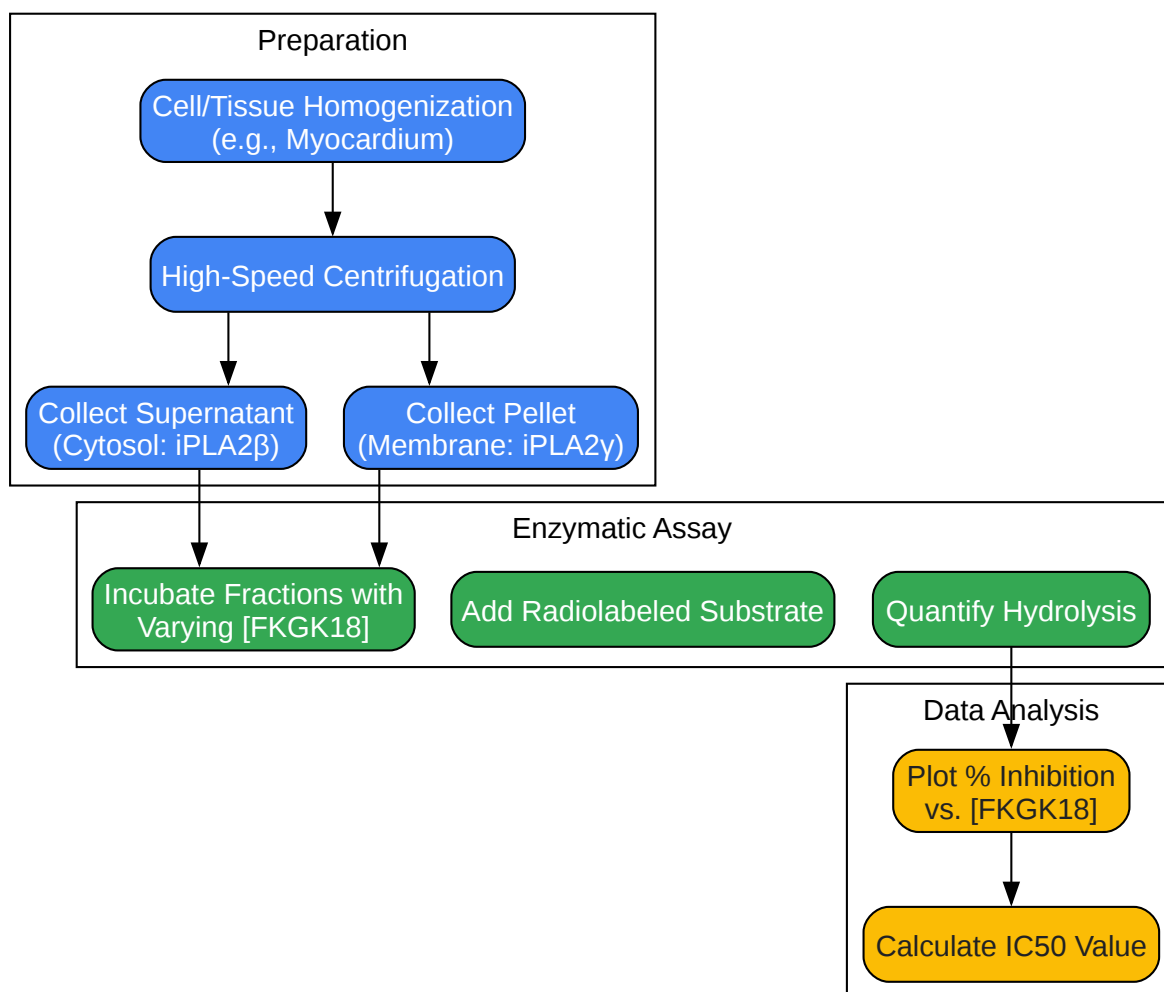 Preparation
Cell/Tissue Homogenization
(e.g., Myocardium)
High-Speed Centrifugation
Collect Supernatant
(Cytosol: iPLA2β)
Collect Pellet
(Membrane: iPLA2γ)
Enzymatic Assay
Incubate Fractions with
Varying [FKGK18]
Add Radiolabeled Substrate
Quantify Hydrolysis
Data Analysis
Plot % Inhibition
vs. [FKGK18]
Calculate IC50 Value